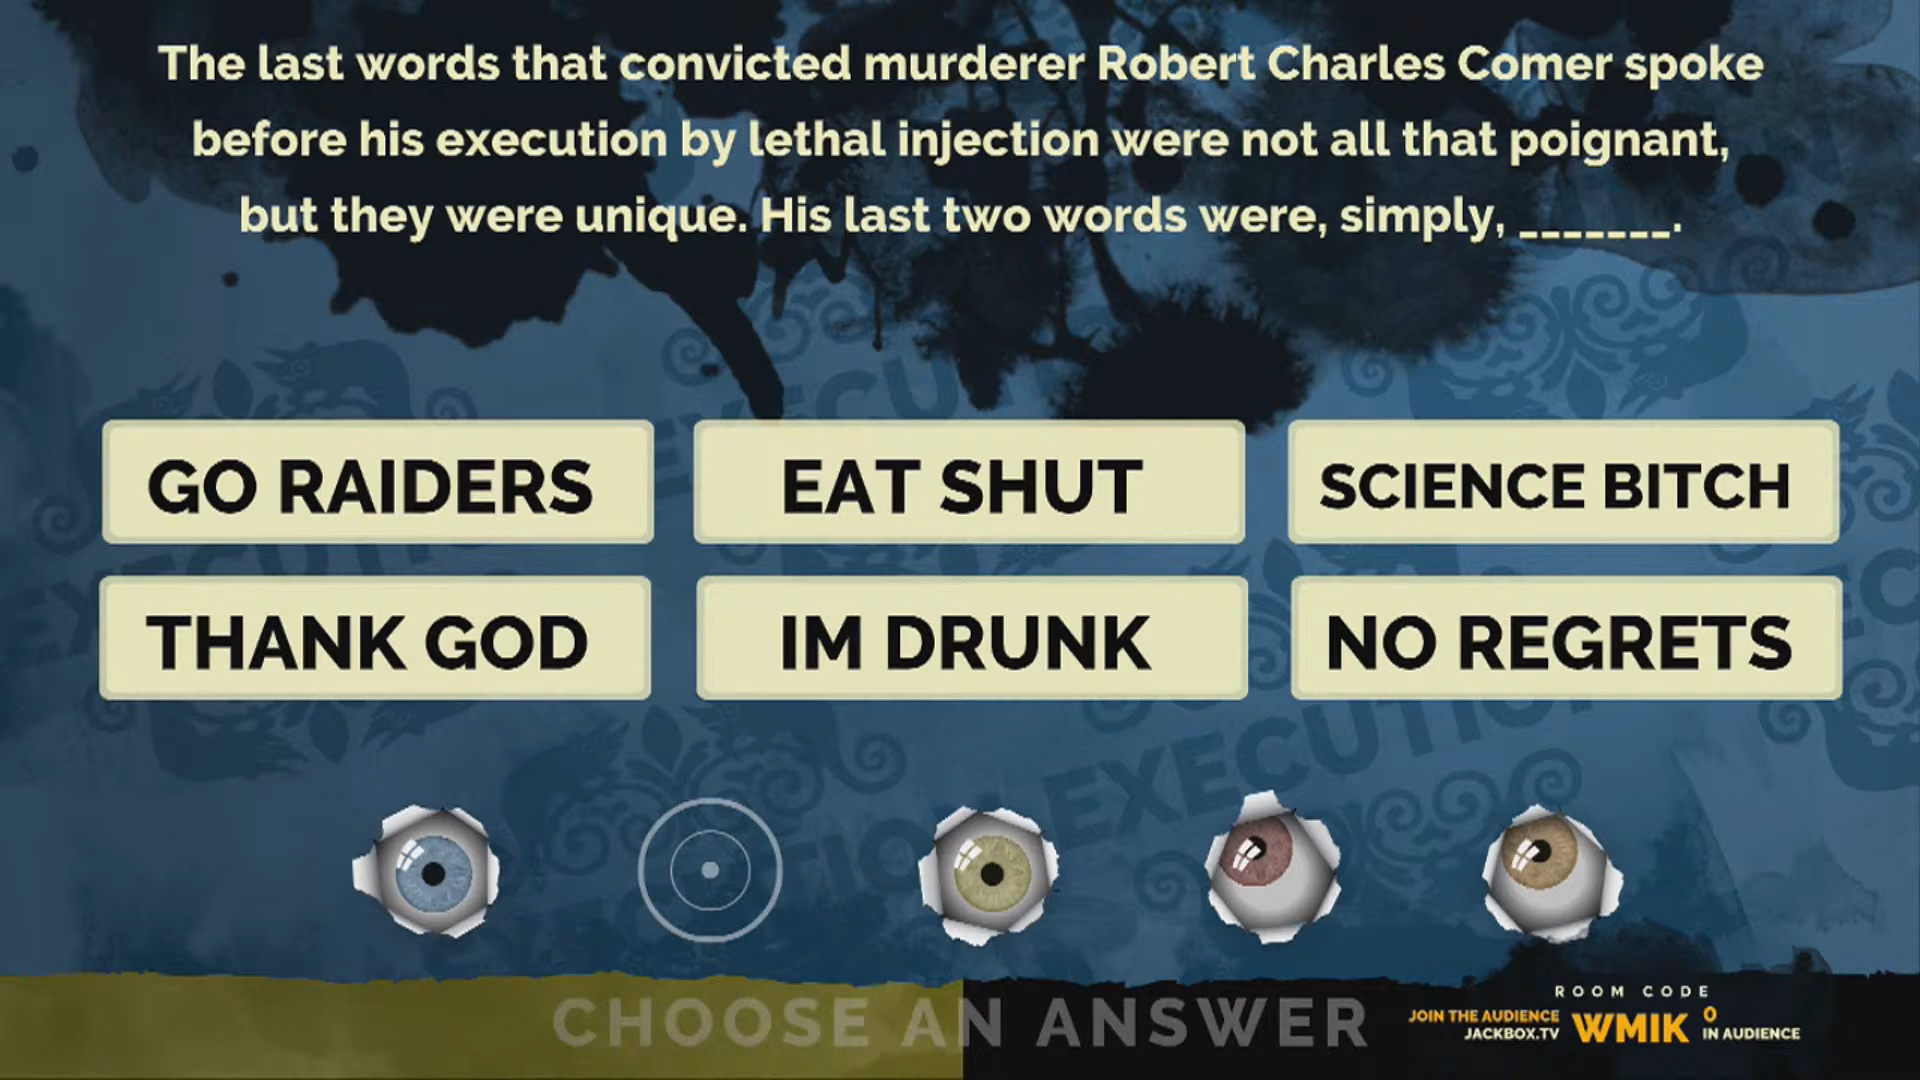 The last words that convicted murderer Robert Charles Comer spoke
before his execution by lethal injection were not all that poignant,
but they were unique. His last two words were, simply, _______.
GO RAIDERS
EAT SHUT
SCIENCE BITCH
THANK GOD
IM DRUNK
NO REGRETS
CHOOSE AN ANSWER
ROOM CODE
JOIN THE AUDIENCE
JACKBOX.TV
WMIK
0
IN AUDIENCE
EXECUTION
EXECUTION